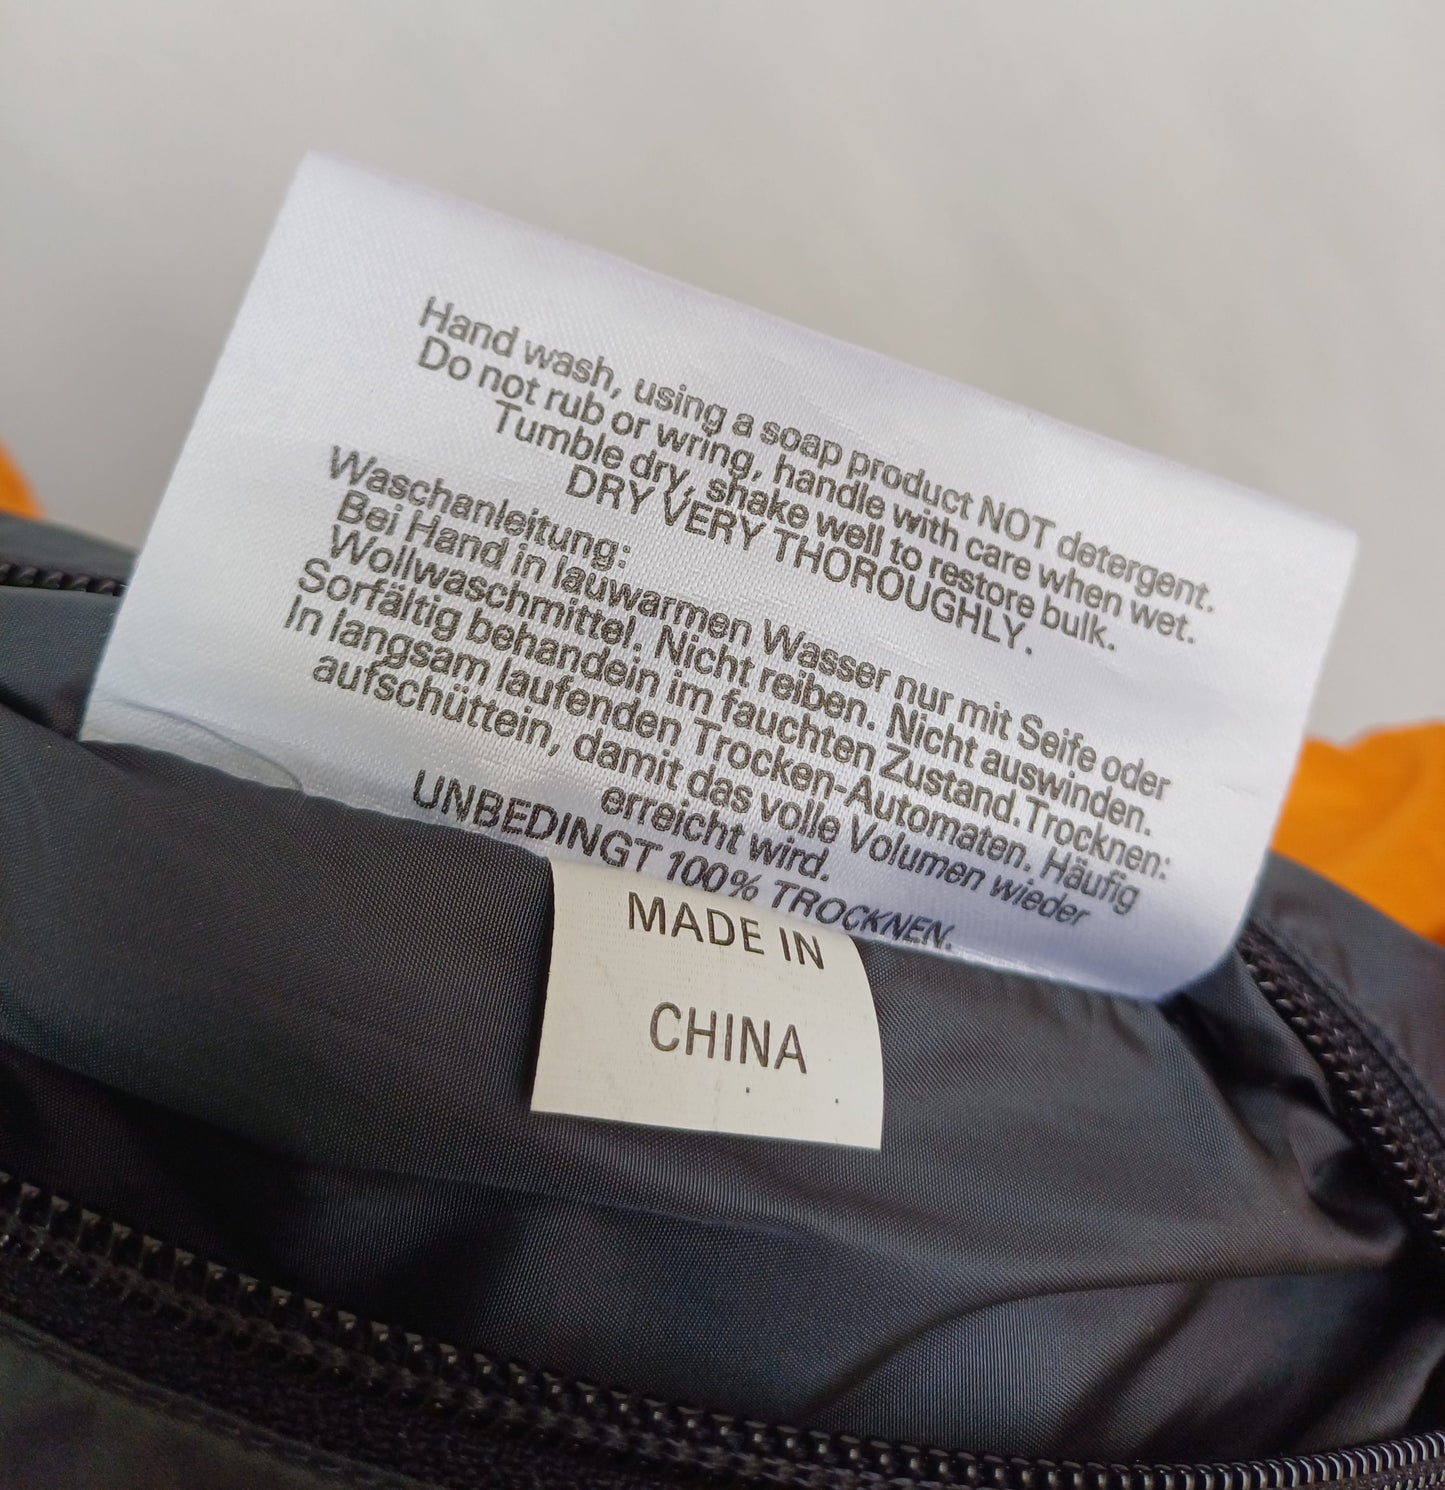 Hand wash, using a soap product NOT detergent.
Do not rub or wring, handle with care when wet.
Tumble dry, shake well to restore bulk.
DRY VERY THOROUGHLY.
Waschanleitung:
Bei Hand in lauwarmen Wasser nur mit Seife oder
Wollwaschmittel. Nicht reiben. Nicht auswinden.
Sorfältig behandein im fauchten Zustand.Trocknen:
In langsam laufenden Trocken-Automaten. Häufig
aufschüttein, damit das volle Volumen wieder
erreicht wird.
UNBEDINGT 100% TROCKNEN.
MADE IN
CHINA